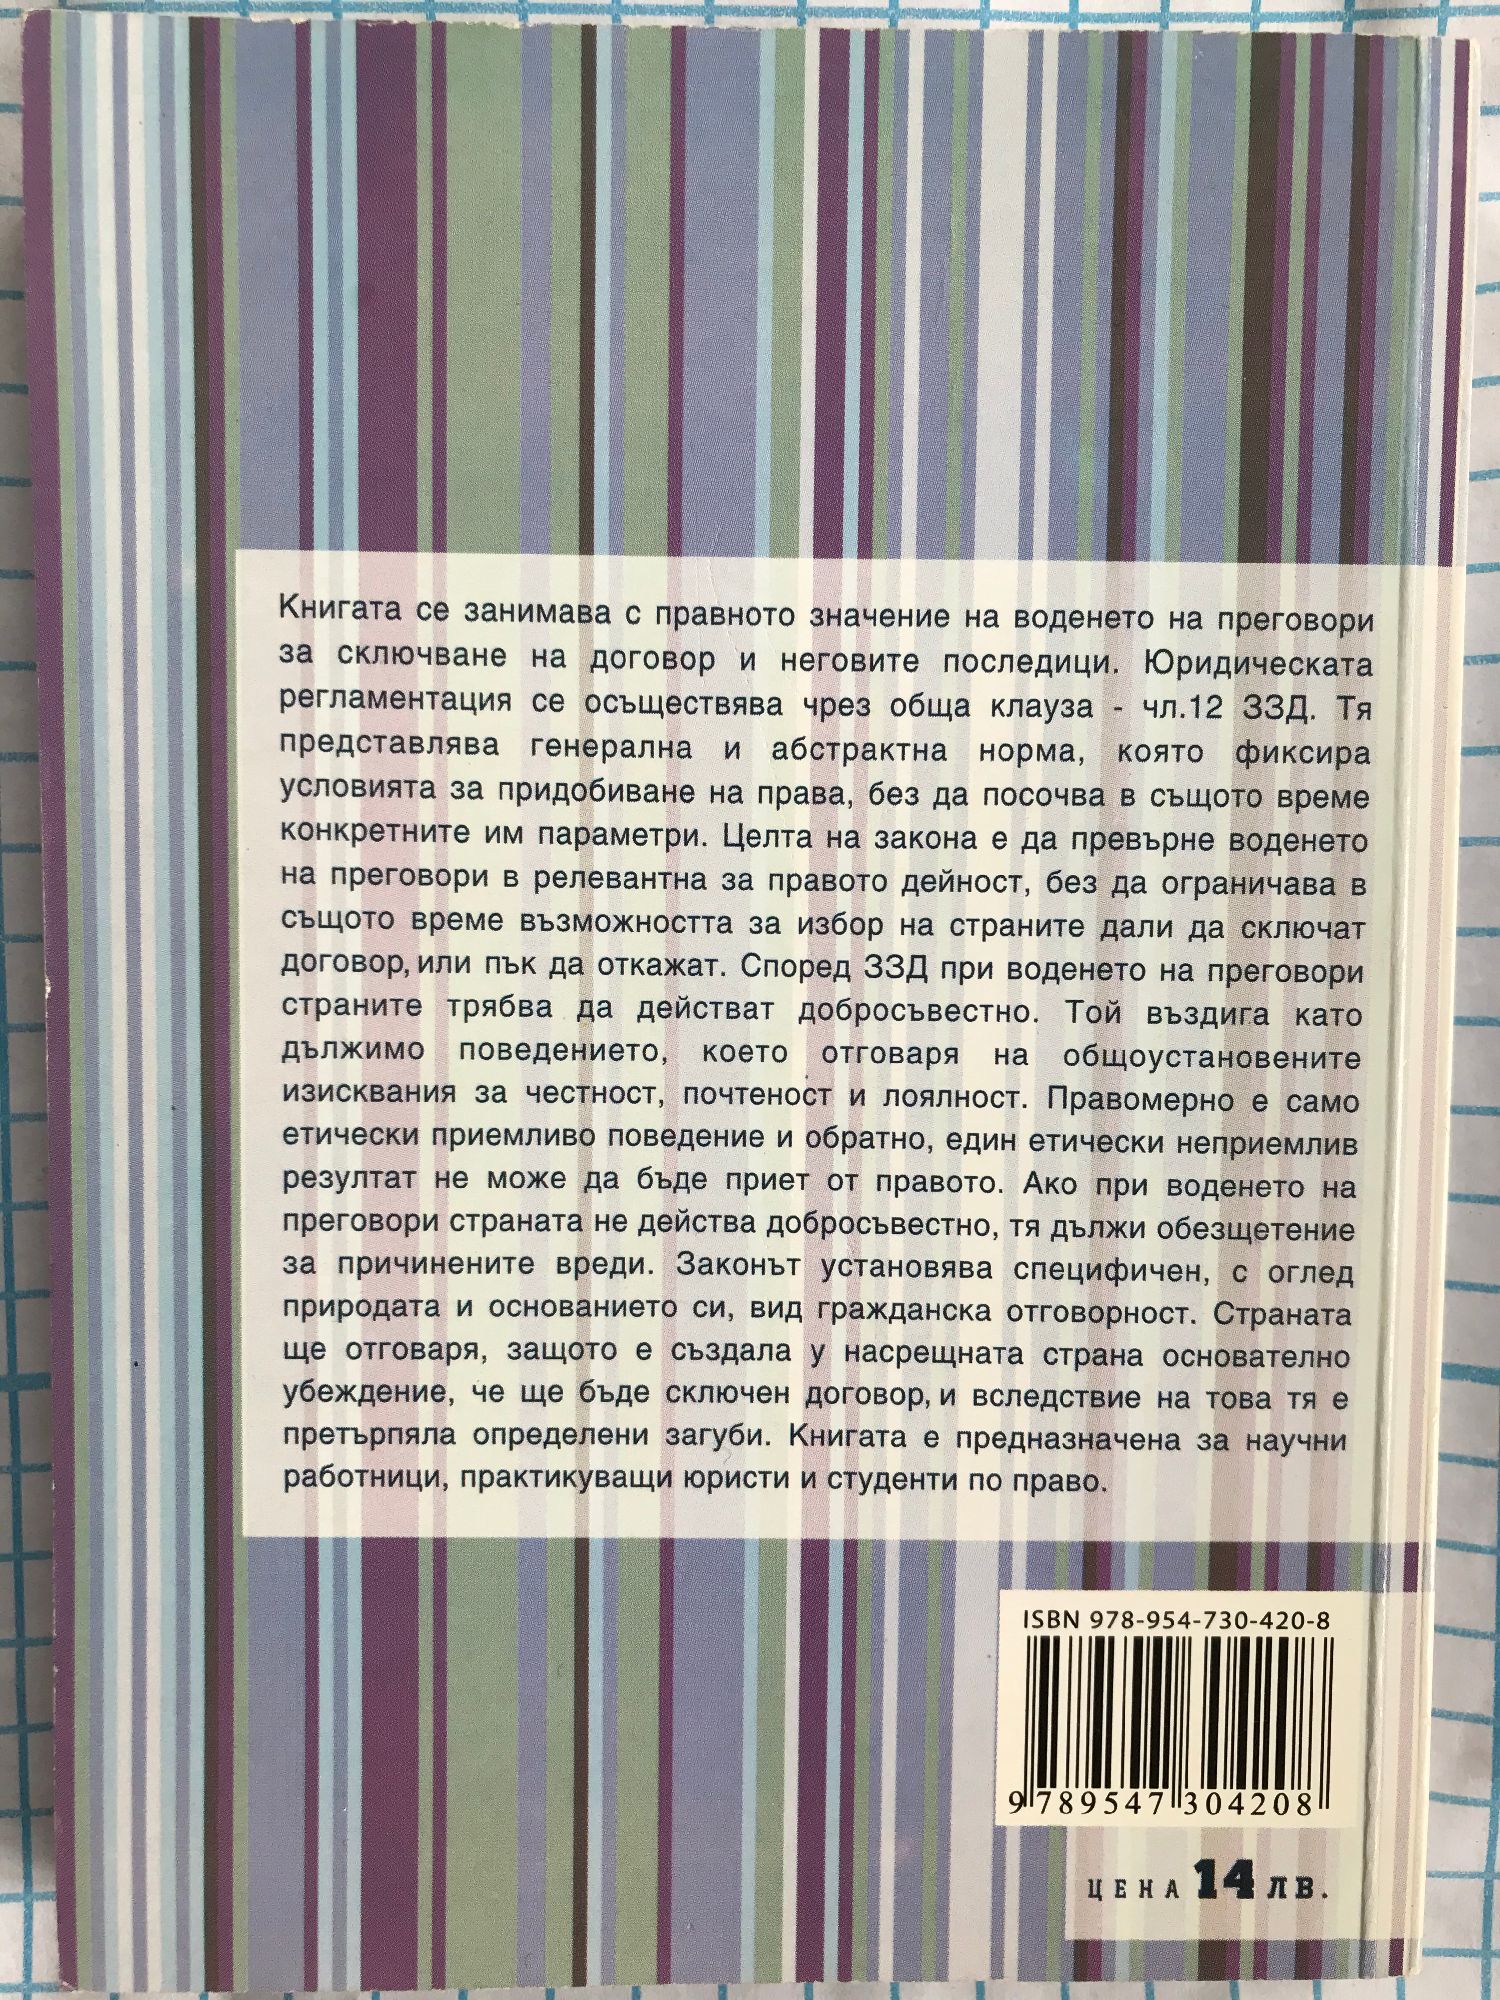 Книгата се занимава с правното значение на воденето на преговори
за сключване на договор и неговите последици. Юридическата
регламентация се осъществява чрез обща клауза - чл.12 ЗЗД. Тя
представлява генерална и абстрактна норма, която фиксира
условията за придобиване на права, без да посочва в същото време
конкретните им параметри. Целта на закона е да превърне воденето
на преговори в релевантна за правото дейност, без да ограничава в
същото време възможността за избор на страните дали да сключат
договор, или пък да откажат. Според ЗЗД при воденето на преговори
страните трябва да действат добросъвестно. Той въздига като
дължимо поведението, което отговаря на общоустановените
изисквания за честност, почтеност и лоялност. Правомерно е само
етически приемливо поведение и обратно, един етически неприемлив
резултат не може да бъде приет от правото. Ако при воденето на
преговори страната не действа добросъвестно, тя дължи обезщетение
за причинените вреди. Законът установява специфичен, с оглед
природата и основанието си, вид гражданска отговорност. Страната
ще отговаря, защото е създала у насрещната страна основателно
убеждение, че ще бъде сключен договор, и вследствие на това тя е
претърпяла определени загуби. Книгата е предназначена за научни
работници, практикуващи юристи и студенти по право.
ISBN 978-954-730-420-8
9 789547 304208
ЦЕНА 14 ЛВ.